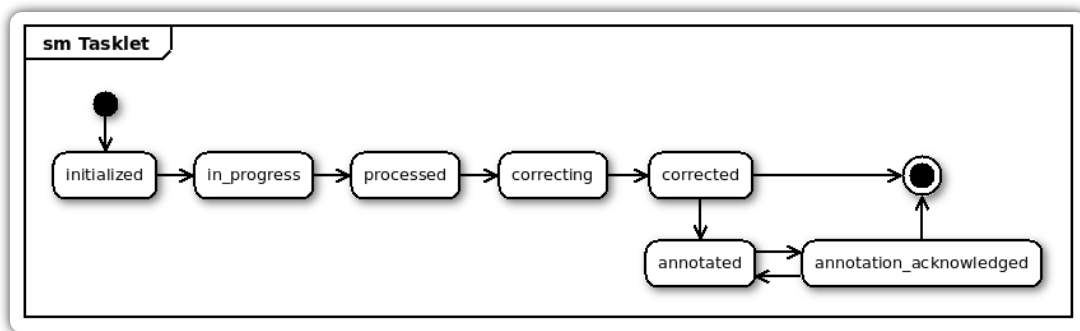 sm Tasklet
initialized
in_progress
processed
correcting
corrected
annotated
annotation_acknowledged